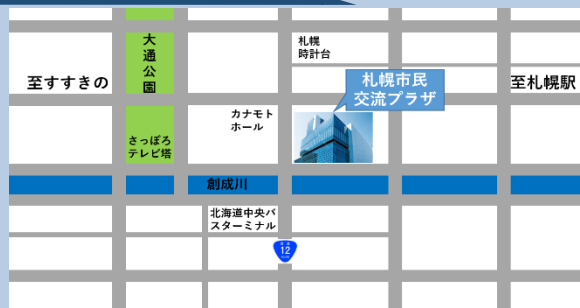 大
通
公
園
札幌
時計台
至すすきの
札幌市民
交流プラザ
至札幌駅
カナモト
ホール
さっぽろ
テレビ塔
創成川
北海道中央バ
スターミナル
12